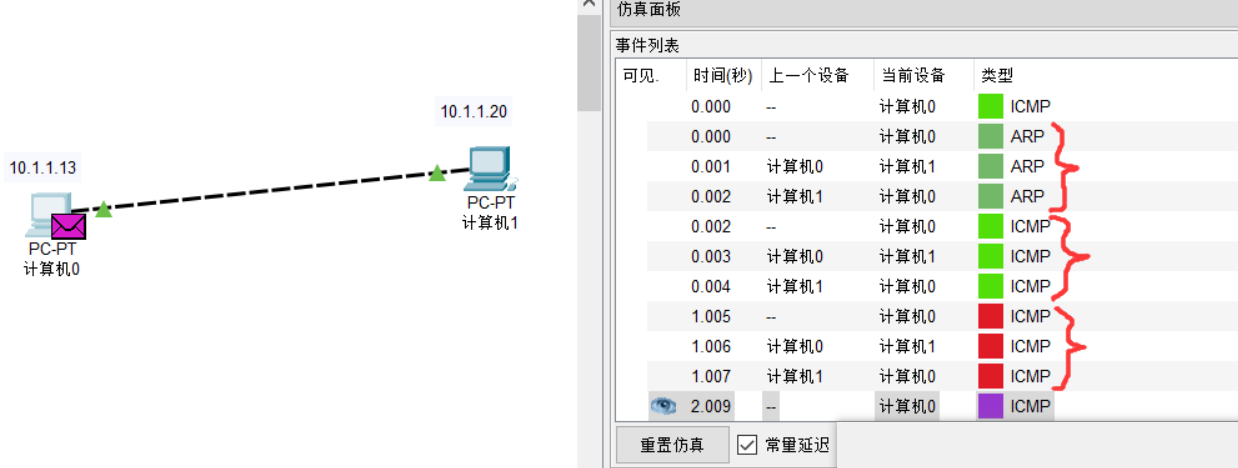 10.1.1.20
10.1.1.13
PC-PT
计算机1
PC-PT
计算机0
仿真面板
事件列表
可见. 时间(秒) 上一个设备 当前设备 类型
0.000 -- 计算机0 ICMP
0.000 -- 计算机0 ARP
0.001 计算机0 计算机1 ARP
0.002 计算机1 计算机0 ARP
0.002 -- 计算机0 ICMP
0.003 计算机0 计算机1 ICMP
0.004 计算机1 计算机0 ICMP
1.005 -- 计算机0 ICMP
1.006 计算机0 计算机1 ICMP
1.007 计算机1 计算机0 ICMP
2.009 -- 计算机0 ICMP
重置仿真 常量延迟